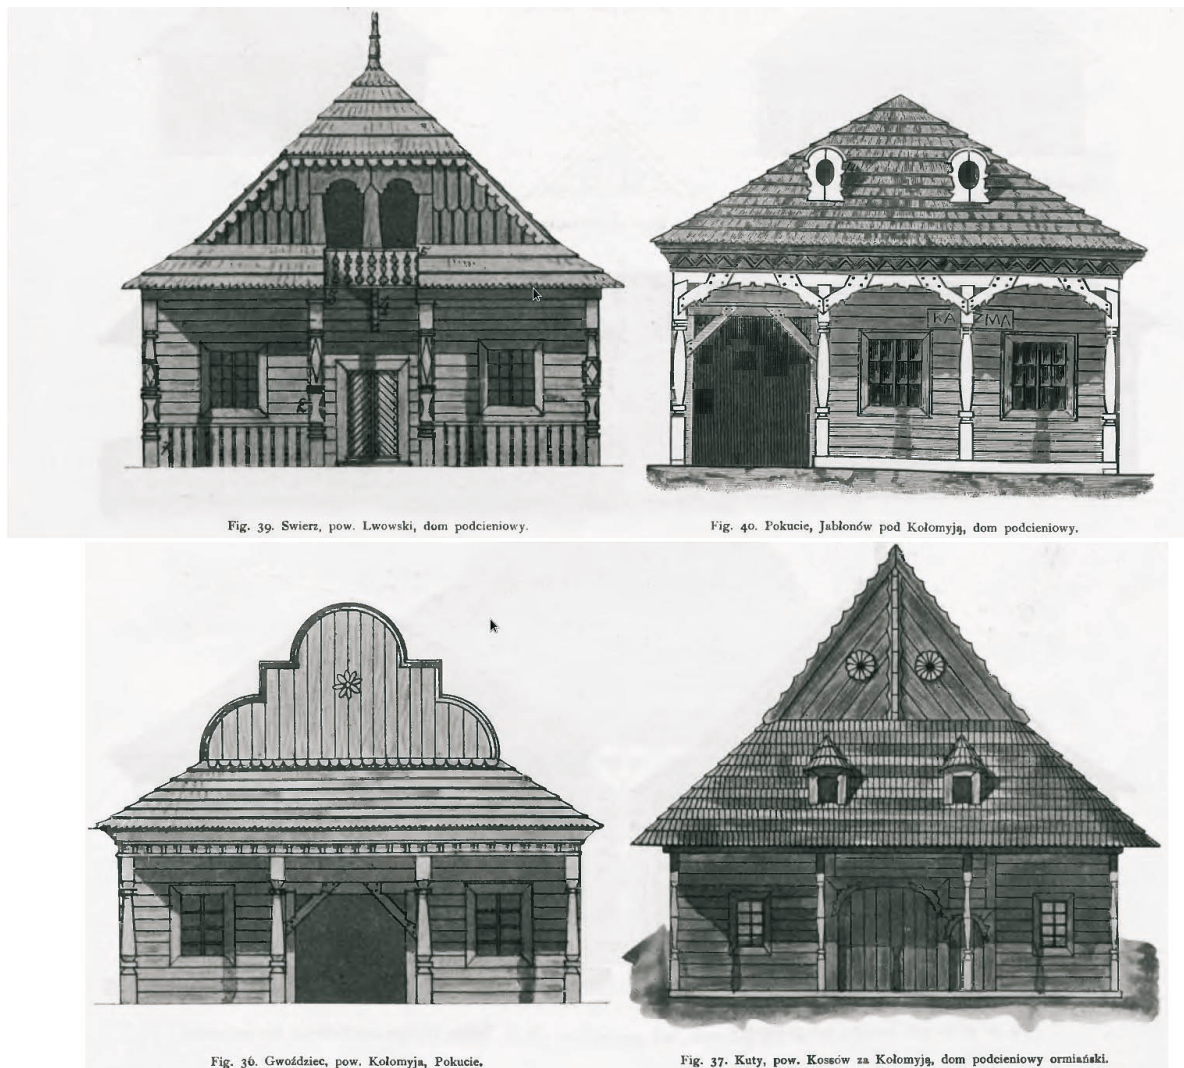 KA ZMA
Fig. 39. Swierz, pow. Lwowski, dom podcieniowy.
Fig. 40. Pokucie, Jabłonów pod Kołomyją, dom podcieniowy.
Fig. 36. Gwoździec, pow. Kołomyja, Pokucie.
Fig. 37. Kuty, pow. Kossów za Kołomyją, dom podcieniowy ormiański.